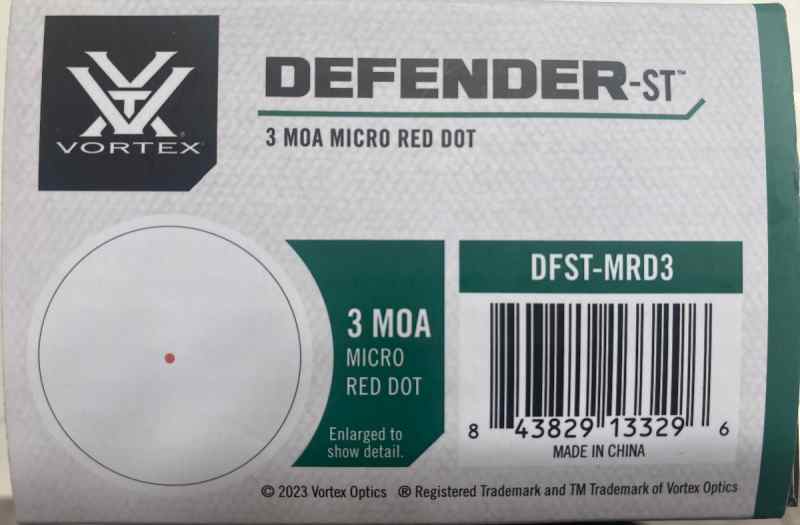 VORTEX®
DEFENDER-ST™
3 MOA MICRO RED DOT
3 MOA
MICRO
RED DOT
Enlarged to
show detail.
DFST-MRD3
8 43829 13329 6
MADE IN CHINA
© 2023 Vortex Optics ® Registered Trademark and TM Trademark of Vortex Optics